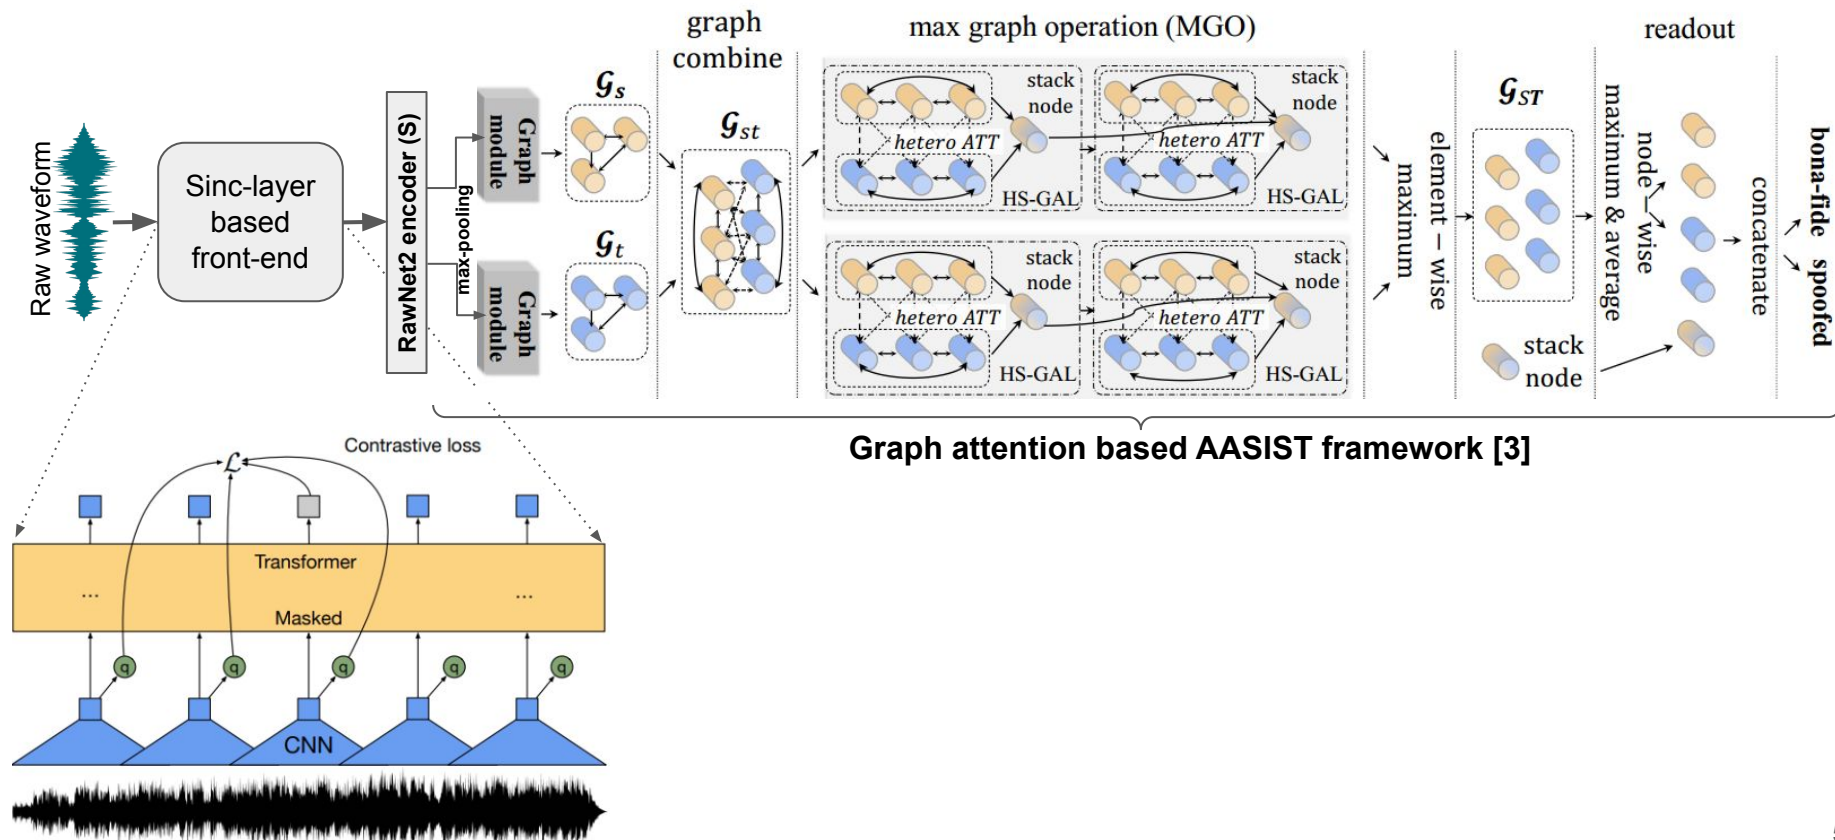 Raw waveform
Sinc-layer
based
front-end
RawNet2 encoder (S)
max-pooling
Graph
module
Graph
module
𝒢s
𝒢t
graph
combine
𝒢st
max graph operation (MGO)
stack
node
hetero ATT
HS-GAL
stack
node
hetero ATT
HS-GAL
stack
node
hetero ATT
HS-GAL
stack
node
hetero ATT
HS-GAL
element − wise
maximum
𝒢ST
stack
node
readout
node − wise
maximum & average
concatenate
bona-fide
spoofed
Graph attention based AASIST framework [3]
Contrastive loss
ℒ
Transformer
...
...
Masked
q
q
q
q
q
CNN